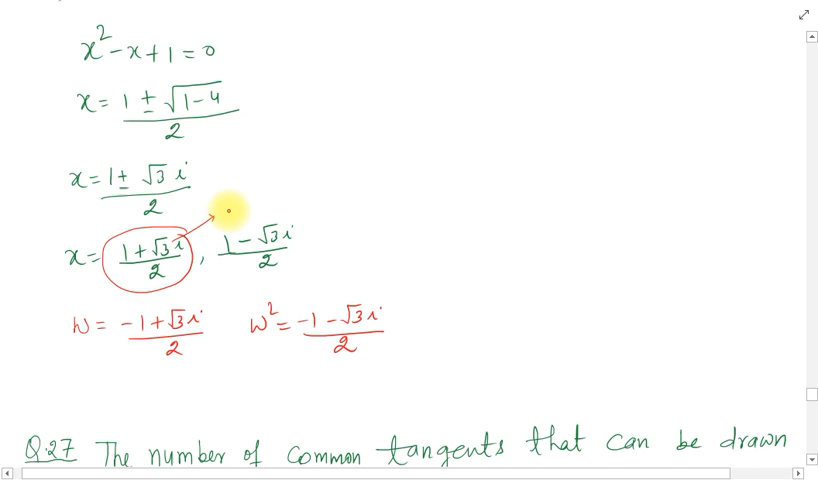 x² - x + 1 = 0
x = (1 ± √(1-4))/2
x = (1 ± √3 i)/2
x = (1 + √3 i)/2 , (1 - √3 i)/2
w = (-1 + √3 i)/2 w² = (-1 - √3 i)/2
Q.27 The number of common tangents that can be drawn